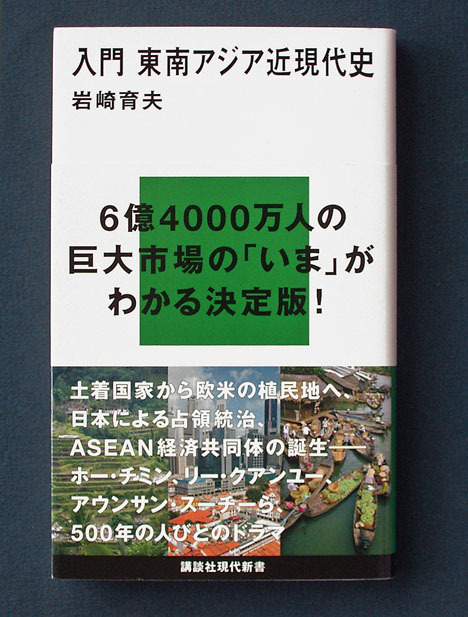 入門 東南アジア近現代史
岩崎育夫
6億4000万人の
巨大市場の「いま」が
わかる決定版!
土着国家から欧米の植民地へ、
日本による占領統治、
ASEAN経済共同体の誕生――
ホー・チミン、リー・クアンユー、
アウンサン・スーチーら、
500年の人びとのドラマ
講談社現代新書